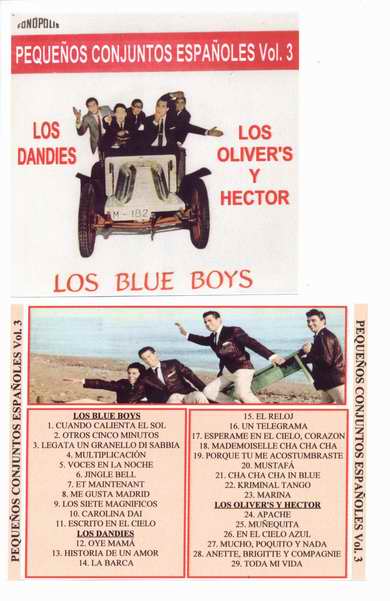 FONOPOLIS
PEQUEÑOS CONJUNTOS ESPAÑOLES Vol. 3
LOS
DANDIES
LOS
OLIVER'S
Y
HECTOR
M-182
LOS BLUE BOYS
PEQUEÑOS CONJUNTOS ESPAÑOLES Vol. 3
LOS BLUE BOYS
1. CUANDO CALIENTA EL SOL
2. OTROS CINCO MINUTOS
3. LEGATA UN GRANELLO DI SABBIA
4. MULTIPLICACIÓN
5. VOCES EN LA NOCHE
6. JINGLE BELL
7. ET MAINTENANT
8. ME GUSTA MADRID
9. LOS SIETE MAGNIFICOS
10. CAROLINA DAI
11. ESCRITO EN EL CIELO
LOS DANDIES
12. OYE MAMÁ
13. HISTORIA DE UN AMOR
14. LA BARCA
15. EL RELOJ
16. UN TELEGRAMA
17. ESPERAME EN EL CIELO, CORAZON
18. MADEMOISELLE CHA CHA CHA
19. PORQUE TU ME ACOSTUMBRASTE
20. MUSTAFÁ
21. CHA CHA CHA IN BLUE
22. KRIMINAL TANGO
23. MARINA
LOS OLIVER'S Y HECTOR
24. APACHE
25. MUÑEQUITA
26. EN EL CIELO AZUL
27. MUCHO, POQUITO Y NADA
28. ANETTE, BRIGITTE Y COMPAGNIE
29. TODA MI VIDA
PEQUEÑOS CONJUNTOS ESPAÑOLES Vol. 3